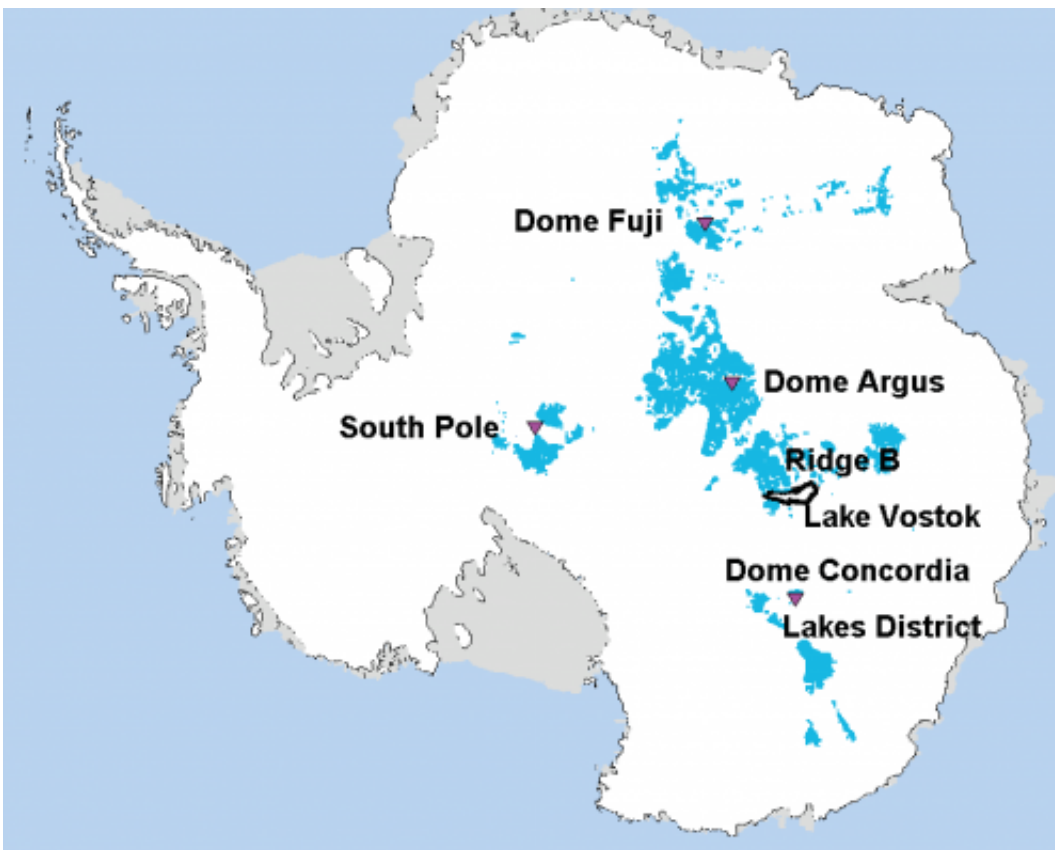 Dome Fuji
Dome Argus
South Pole
Ridge B
Lake Vostok
Dome Concordia
Lakes District